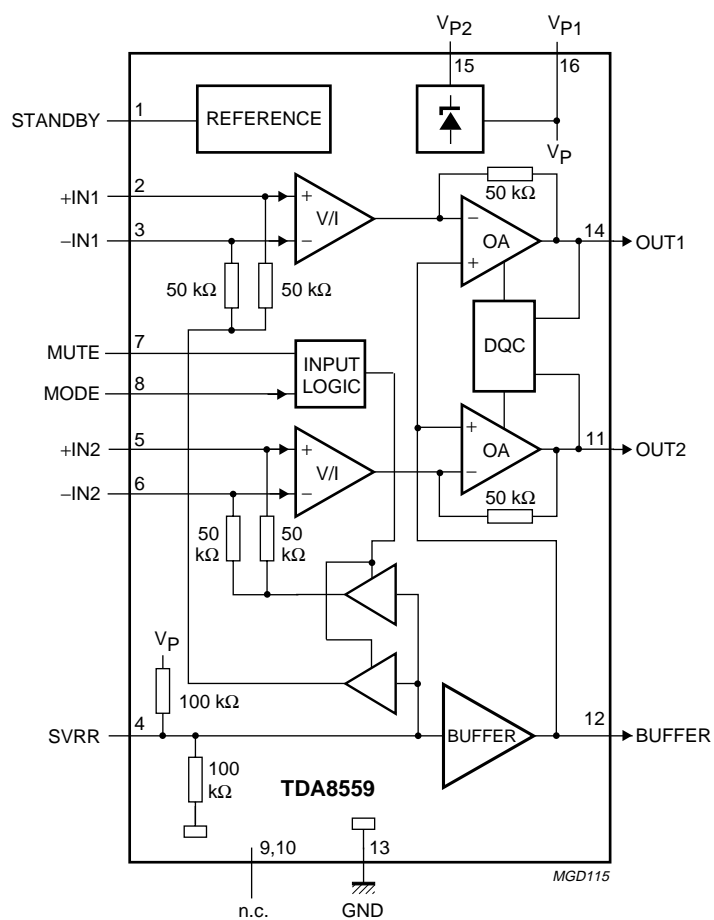 VP2
VP1
15
16
STANDBY
1
REFERENCE
VP
+IN1
2
50 kΩ
+
V/I
−
OA
14
OUT1
−IN1
3
−
+
50 kΩ
50 kΩ
DQC
MUTE
7
INPUT
LOGIC
MODE
8
+IN2
5
+
V/I
+
OA
11
OUT2
−IN2
6
−
−
50 kΩ
50
kΩ
50
kΩ
VP
100 kΩ
SVRR
4
BUFFER
12
BUFFER
100
kΩ
TDA8559
9,10
13
MGD115
n.c.
GND